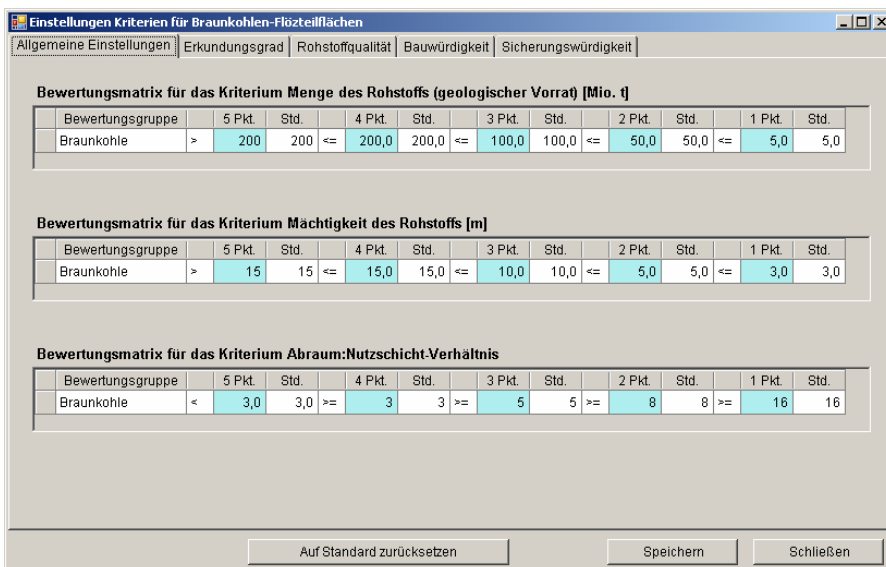 Einstellungen Kriterien für Braunkohlen-Flözteilflächen
Allgemeine Einstellungen Erkundungsgrad Rohstoffqualität Bauwürdigkeit Sicherungswürdigkeit
Bewertungsmatrix für das Kriterium Menge des Rohstoffs (geologischer Vorrat) [Mio. t]
Bewertungsgruppe 5 Pkt. Std. 4 Pkt. Std. 3 Pkt. Std. 2 Pkt. Std. 1 Pkt. Std.
Braunkohle > 200 200 <= 200,0 200,0 <= 100,0 100,0 <= 50,0 50,0 <= 5,0 5,0
Bewertungsmatrix für das Kriterium Mächtigkeit des Rohstoffs [m]
Bewertungsgruppe 5 Pkt. Std. 4 Pkt. Std. 3 Pkt. Std. 2 Pkt. Std. 1 Pkt. Std.
Braunkohle > 15 15 <= 15,0 15,0 <= 10,0 10,0 <= 5,0 5,0 <= 3,0 3,0
Bewertungsmatrix für das Kriterium Abraum:Nutzschicht-Verhältnis
Bewertungsgruppe 5 Pkt. Std. 4 Pkt. Std. 3 Pkt. Std. 2 Pkt. Std. 1 Pkt. Std.
Braunkohle < 3,0 3,0 >= 3 3 >= 5 5 >= 8 8 >= 16 16
Auf Standard zurücksetzen Speichern Schließen